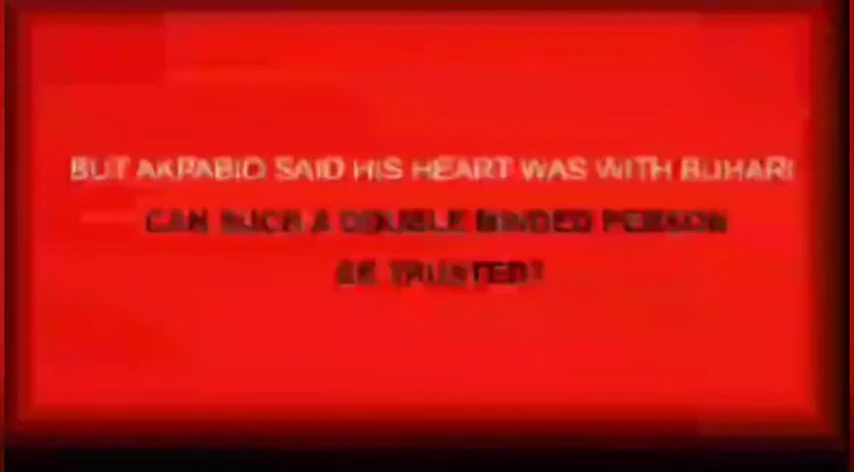 BUT AKPABIO SAID HIS HEART WAS WITH BUHARI
CAN SUCH A DOUBLE MINDED PERSON
BE TRUSTED?